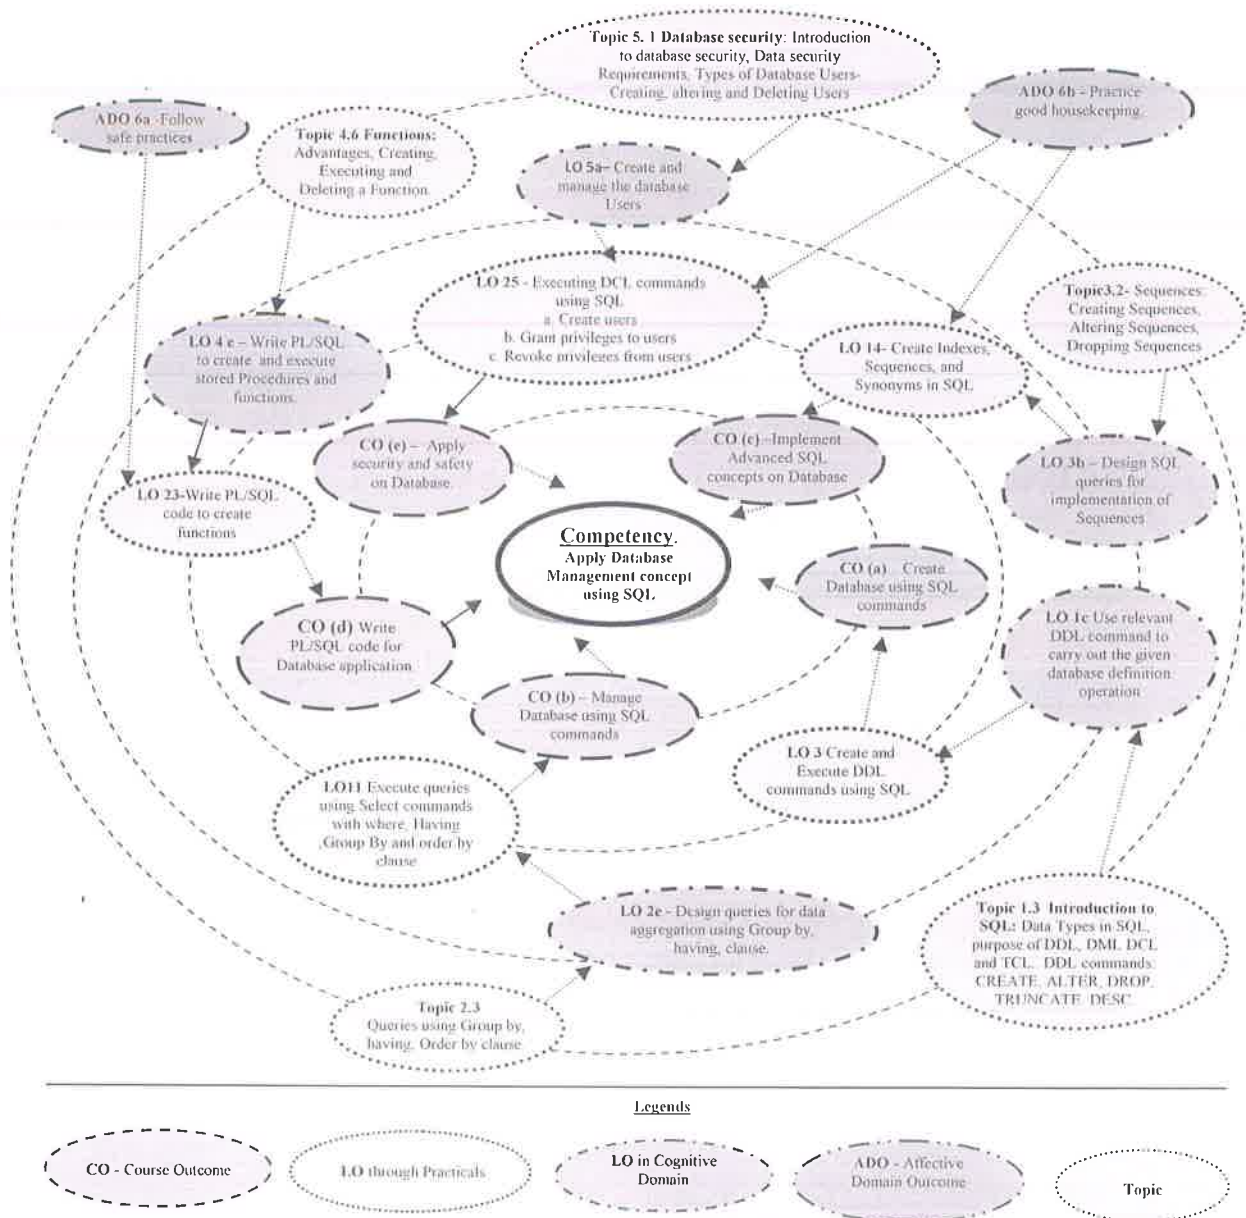 Topic 5. 1 Database security: Introduction
to database security, Data security
Requirements, Types of Database Users-
Creating, altering and Deleting Users
ADO 6a -Follow
safe practices
Topic 4.6 Functions:
Advantages, Creating,
Executing and
Deleting a Function.
LO 5a– Create and
manage the database
Users
ADO 6b - Practice
good housekeeping.
LO 25 - Executing DCL commands
using SQL
a. Create users
b. Grant privileges to users
c. Revoke privileges from users
Topic3.2- Sequences:
Creating Sequences,
Altering Sequences,
Dropping Sequences
LO 4 e – Write PL/SQL
to create and execute
stored Procedures and
functions.
LO 14- Create Indexes,
Sequences, and
Synonyms in SQL
CO (e) – Apply
security and safety
on Database.
CO (c) –Implement
Advanced SQL
concepts on Database
LO 3b – Design SQL
queries for
implementation of
Sequences
LO 23-Write PL/SQL
code to create
functions
Competency.
Apply Database
Management concept
using SQL
CO (a) – Create
Database using SQL
commands
CO (d) Write
PL/SQL code for
Database application
LO 1c Use relevant
DDL command to
carry out the given
database definition
operation
CO (b) – Manage
Database using SQL
commands
LO 3 Create and
Execute DDL
commands using SQL
LO11 Execute queries
using Select commands
with where, Having
,Group By and order by
clause
LO 2e - Design queries for data
aggregation using Group by,
having, clause.
Topic 1.3 Introduction to
SQL: Data Types in SQL,
purpose of DDL, DML DCL
and TCL. DDL commands:
CREATE, ALTER, DROP,
TRUNCATE, DESC
Topic 2.3
Queries using Group by,
having, Order by clause
Legends
CO - Course Outcome
LO through Practicals
LO in Cognitive
Domain
ADO - Affective
Domain Outcome
Topic